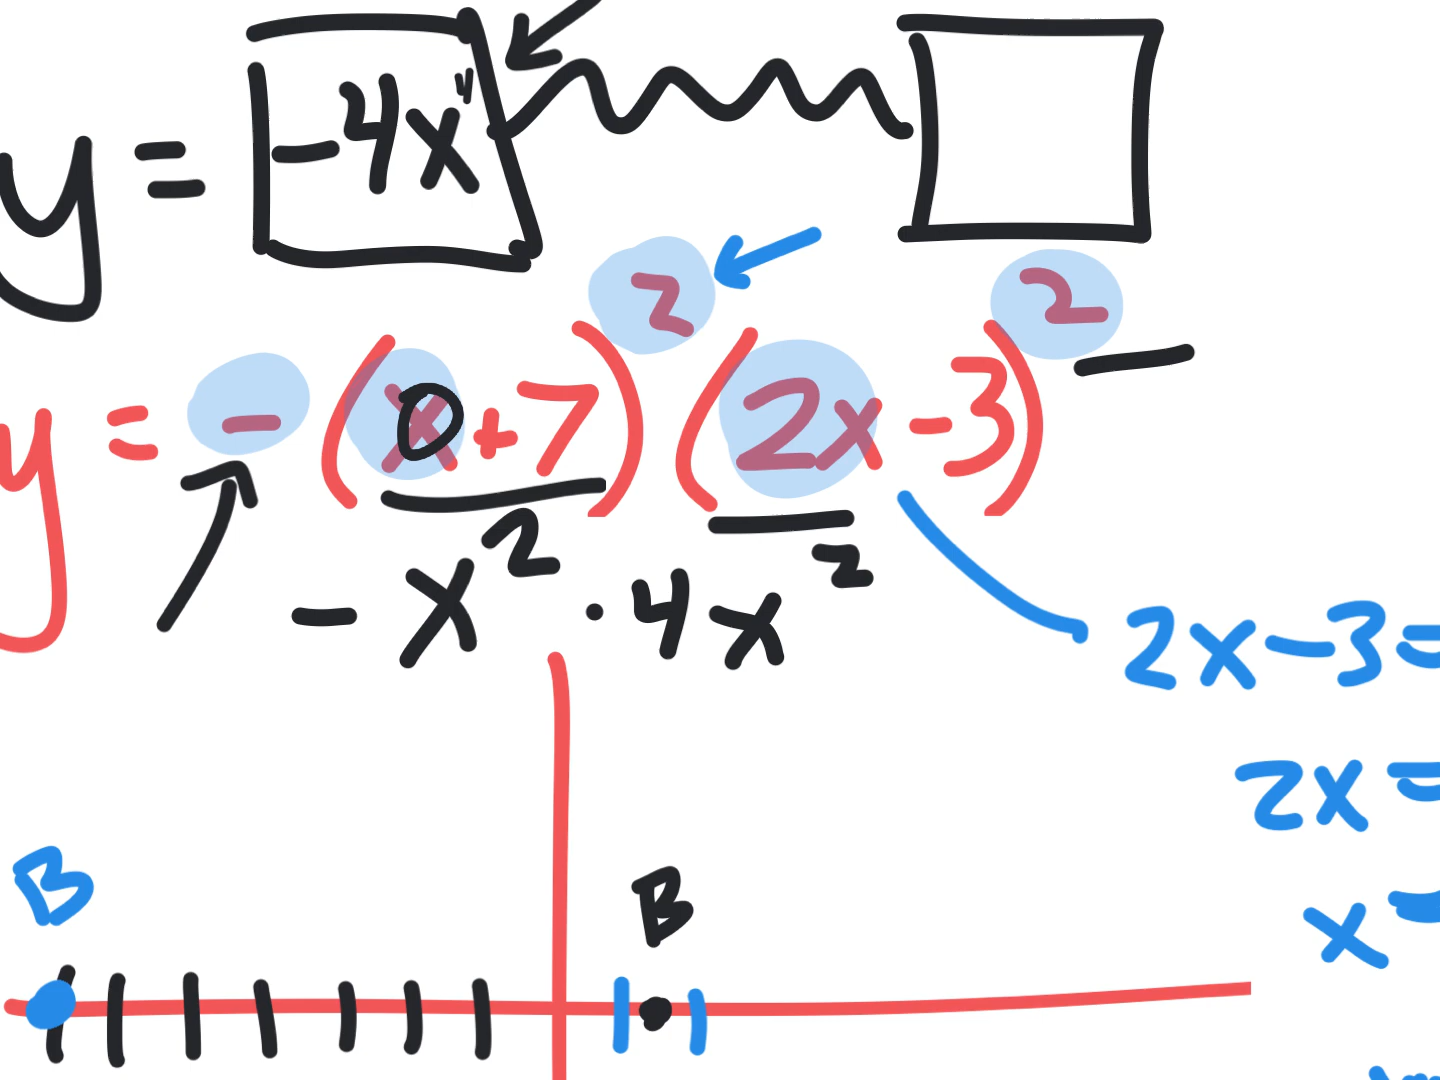 y = -4x⁴
y = -(x+7)² (2x-3)²
0
-x² · 4x²
2x-3=
2x=
x=
B B